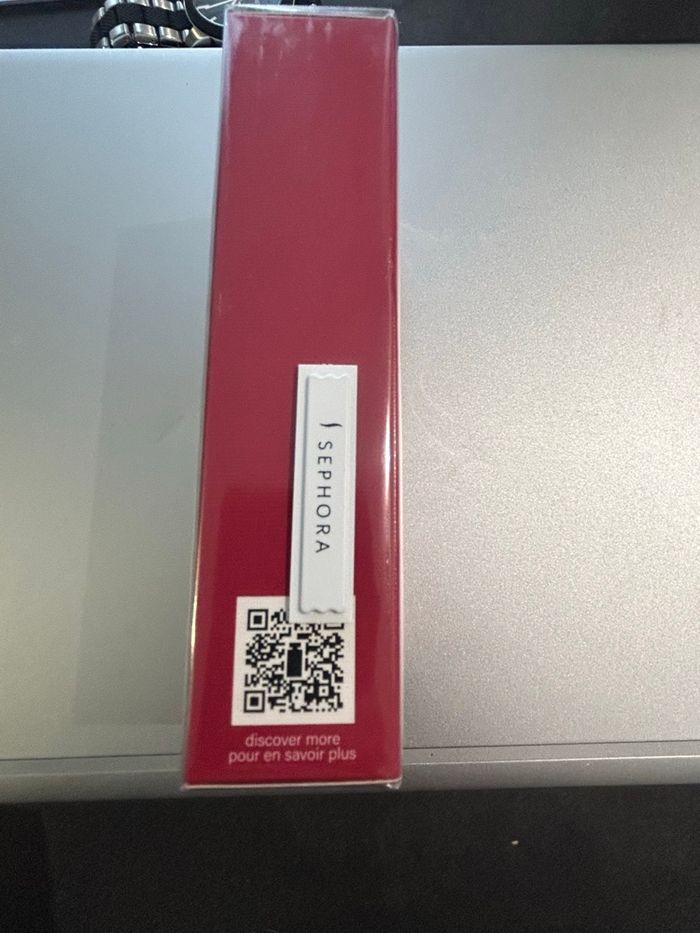 SEPHORA
discover more
pour en savoir plus